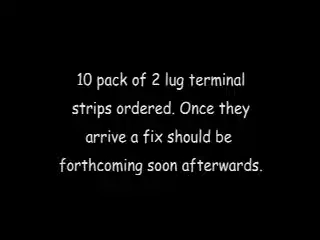 10 pack of 2 lug terminal
strips ordered. Once they
arrive a fix should be
forthcoming soon afterwards.